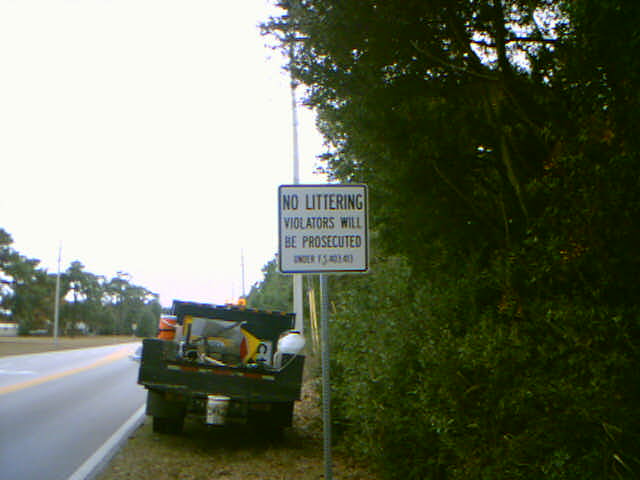 NO LITTERING
VIOLATORS WILL
BE PROSECUTED
UNDER F.S. 403.413